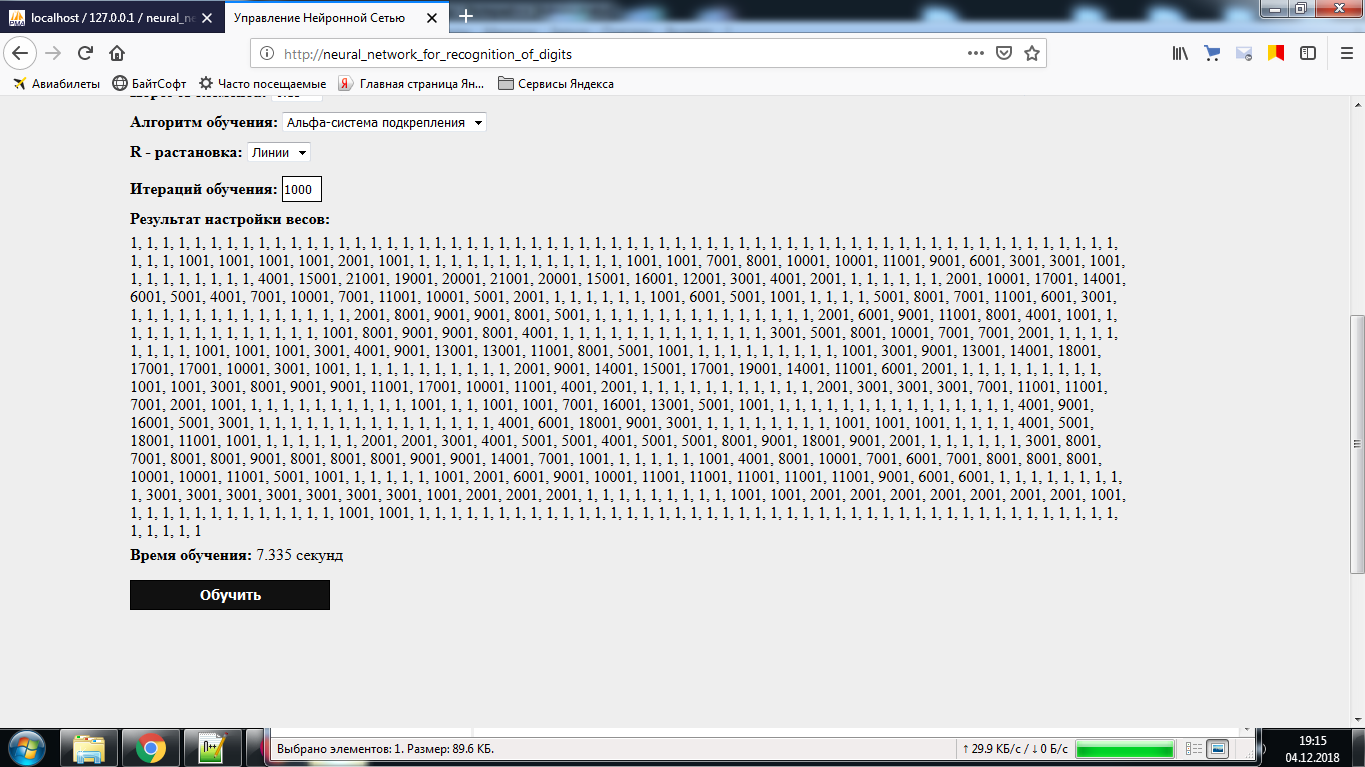 localhost / 127.0.0.1 / neural_ne
Управление Нейронной Сетью
http://neural_network_for_recognition_of_digits
Авиабилеты БайтСофт Часто посещаемые Главная страница Ян... Сервисы Яндекса
Алгоритм обучения: Альфа-система подкрепления
R - растановка: Линии
Итераций обучения: 1000
Результат настройки весов:
1, 1, 1, 1, 1, 1, 1, 1, 1, 1, 1, 1, 1, 1, 1, 1, 1, 1, 1, 1, 1, 1, 1, 1, 1, 1, 1, 1, 1, 1, 1, 1, 1, 1, 1, 1, 1, 1, 1, 1, 1, 1, 1, 1, 1, 1, 1, 1, 1, 1, 1, 1, 1, 1, 1, 1, 1, 1, 1, 1, 1, 1,
1, 1, 1, 1001, 1001, 1001, 1001, 2001, 1001, 1, 1, 1, 1, 1, 1, 1, 1, 1, 1, 1, 1, 1, 1001, 1001, 7001, 8001, 10001, 10001, 11001, 9001, 6001, 3001, 3001, 1001,
1, 1, 1, 1, 1, 1, 1, 1, 4001, 15001, 21001, 19001, 20001, 21001, 20001, 15001, 16001, 12001, 3001, 4001, 2001, 1, 1, 1, 1, 1, 1, 2001, 10001, 17001, 14001,
6001, 5001, 4001, 7001, 10001, 7001, 11001, 10001, 5001, 2001, 1, 1, 1, 1, 1, 1, 1001, 6001, 5001, 1001, 1, 1, 1, 1, 5001, 8001, 7001, 11001, 6001, 3001,
1, 1, 1, 1, 1, 1, 1, 1, 1, 1, 1, 1, 1, 1, 2001, 8001, 9001, 9001, 8001, 5001, 1, 1, 1, 1, 1, 1, 1, 1, 1, 1, 1, 1, 1, 1, 2001, 6001, 9001, 11001, 8001, 4001, 1001, 1,
1, 1, 1, 1, 1, 1, 1, 1, 1, 1, 1, 1, 1001, 8001, 9001, 9001, 8001, 4001, 1, 1, 1, 1, 1, 1, 1, 1, 1, 1, 1, 1, 1, 3001, 5001, 8001, 10001, 7001, 7001, 2001, 1, 1, 1, 1,
1, 1, 1, 1, 1001, 1001, 1001, 3001, 4001, 9001, 13001, 13001, 11001, 8001, 5001, 1001, 1, 1, 1, 1, 1, 1, 1, 1, 1, 1001, 3001, 9001, 13001, 14001, 18001,
17001, 17001, 10001, 3001, 1001, 1, 1, 1, 1, 1, 1, 1, 1, 1, 1, 2001, 9001, 14001, 15001, 17001, 19001, 14001, 11001, 6001, 2001, 1, 1, 1, 1, 1, 1, 1, 1, 1,
1001, 1001, 3001, 8001, 9001, 9001, 11001, 17001, 10001, 11001, 4001, 2001, 1, 1, 1, 1, 1, 1, 1, 1, 1, 1, 1, 2001, 3001, 3001, 3001, 7001, 11001, 11001,
7001, 2001, 1001, 1, 1, 1, 1, 1, 1, 1, 1, 1, 1, 1001, 1, 1, 1001, 1001, 7001, 16001, 13001, 5001, 1001, 1, 1, 1, 1, 1, 1, 1, 1, 1, 1, 1, 1, 1, 1, 1, 4001, 9001,
16001, 5001, 3001, 1, 1, 1, 1, 1, 1, 1, 1, 1, 1, 1, 1, 1, 1, 1, 4001, 6001, 18001, 9001, 3001, 1, 1, 1, 1, 1, 1, 1, 1, 1001, 1001, 1001, 1, 1, 1, 1, 4001, 5001,
18001, 11001, 1001, 1, 1, 1, 1, 1, 1, 2001, 2001, 3001, 4001, 5001, 5001, 4001, 5001, 5001, 8001, 9001, 18001, 9001, 2001, 1, 1, 1, 1, 1, 1, 3001, 8001,
7001, 8001, 8001, 9001, 8001, 8001, 8001, 9001, 9001, 14001, 7001, 1001, 1, 1, 1, 1, 1, 1001, 4001, 8001, 10001, 7001, 6001, 7001, 8001, 8001, 8001,
10001, 10001, 11001, 5001, 1001, 1, 1, 1, 1, 1, 1001, 2001, 6001, 9001, 10001, 11001, 11001, 11001, 11001, 11001, 9001, 6001, 6001, 1, 1, 1, 1, 1, 1, 1, 1,
1, 3001, 3001, 3001, 3001, 3001, 3001, 3001, 1001, 2001, 2001, 2001, 1, 1, 1, 1, 1, 1, 1, 1, 1, 1001, 1001, 2001, 2001, 2001, 2001, 2001, 2001, 2001, 1001,
1, 1, 1, 1, 1, 1, 1, 1, 1, 1, 1, 1, 1, 1001, 1001, 1, 1, 1, 1, 1, 1, 1, 1, 1, 1, 1, 1, 1, 1, 1, 1, 1, 1, 1, 1, 1, 1, 1, 1, 1, 1, 1, 1, 1, 1, 1, 1, 1, 1, 1, 1, 1, 1, 1, 1, 1, 1, 1, 1,
1, 1, 1, 1, 1
Время обучения: 7.335 секунд
Обучить
Выбрано элементов: 1. Размер: 89.6 КБ. ↑ 29.9 КБ/с / ↓ 0 Б/с
19:15
04.12.2018